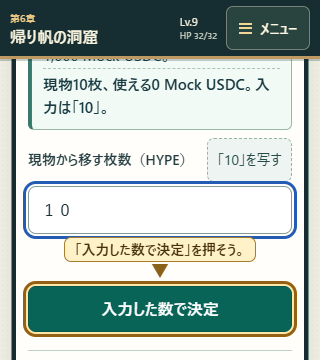 第6章
帰り帆の洞窟
Lv.9
HP 32/32
メニュー
現物10枚、使える0 Mock USDC。入
力は「10」。
現物から移す枚数（HYPE）
「10」を写す
１０
「入力した数で決定」を押そう。
入力した数で決定